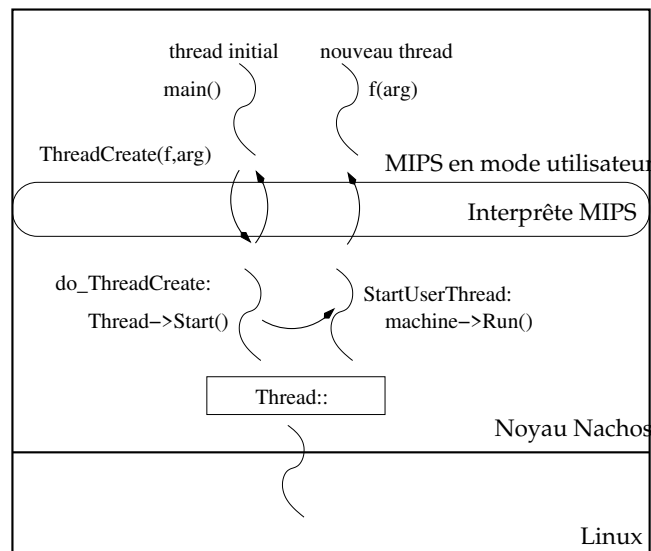 thread initial
nouveau thread
main()
f(arg)
ThreadCreate(f,arg)
MIPS en mode utilisateur
Interprête MIPS
do_ThreadCreate:
StartUserThread:
Thread->Start()
machine->Run()
Thread::
Noyau Nachos
Linux